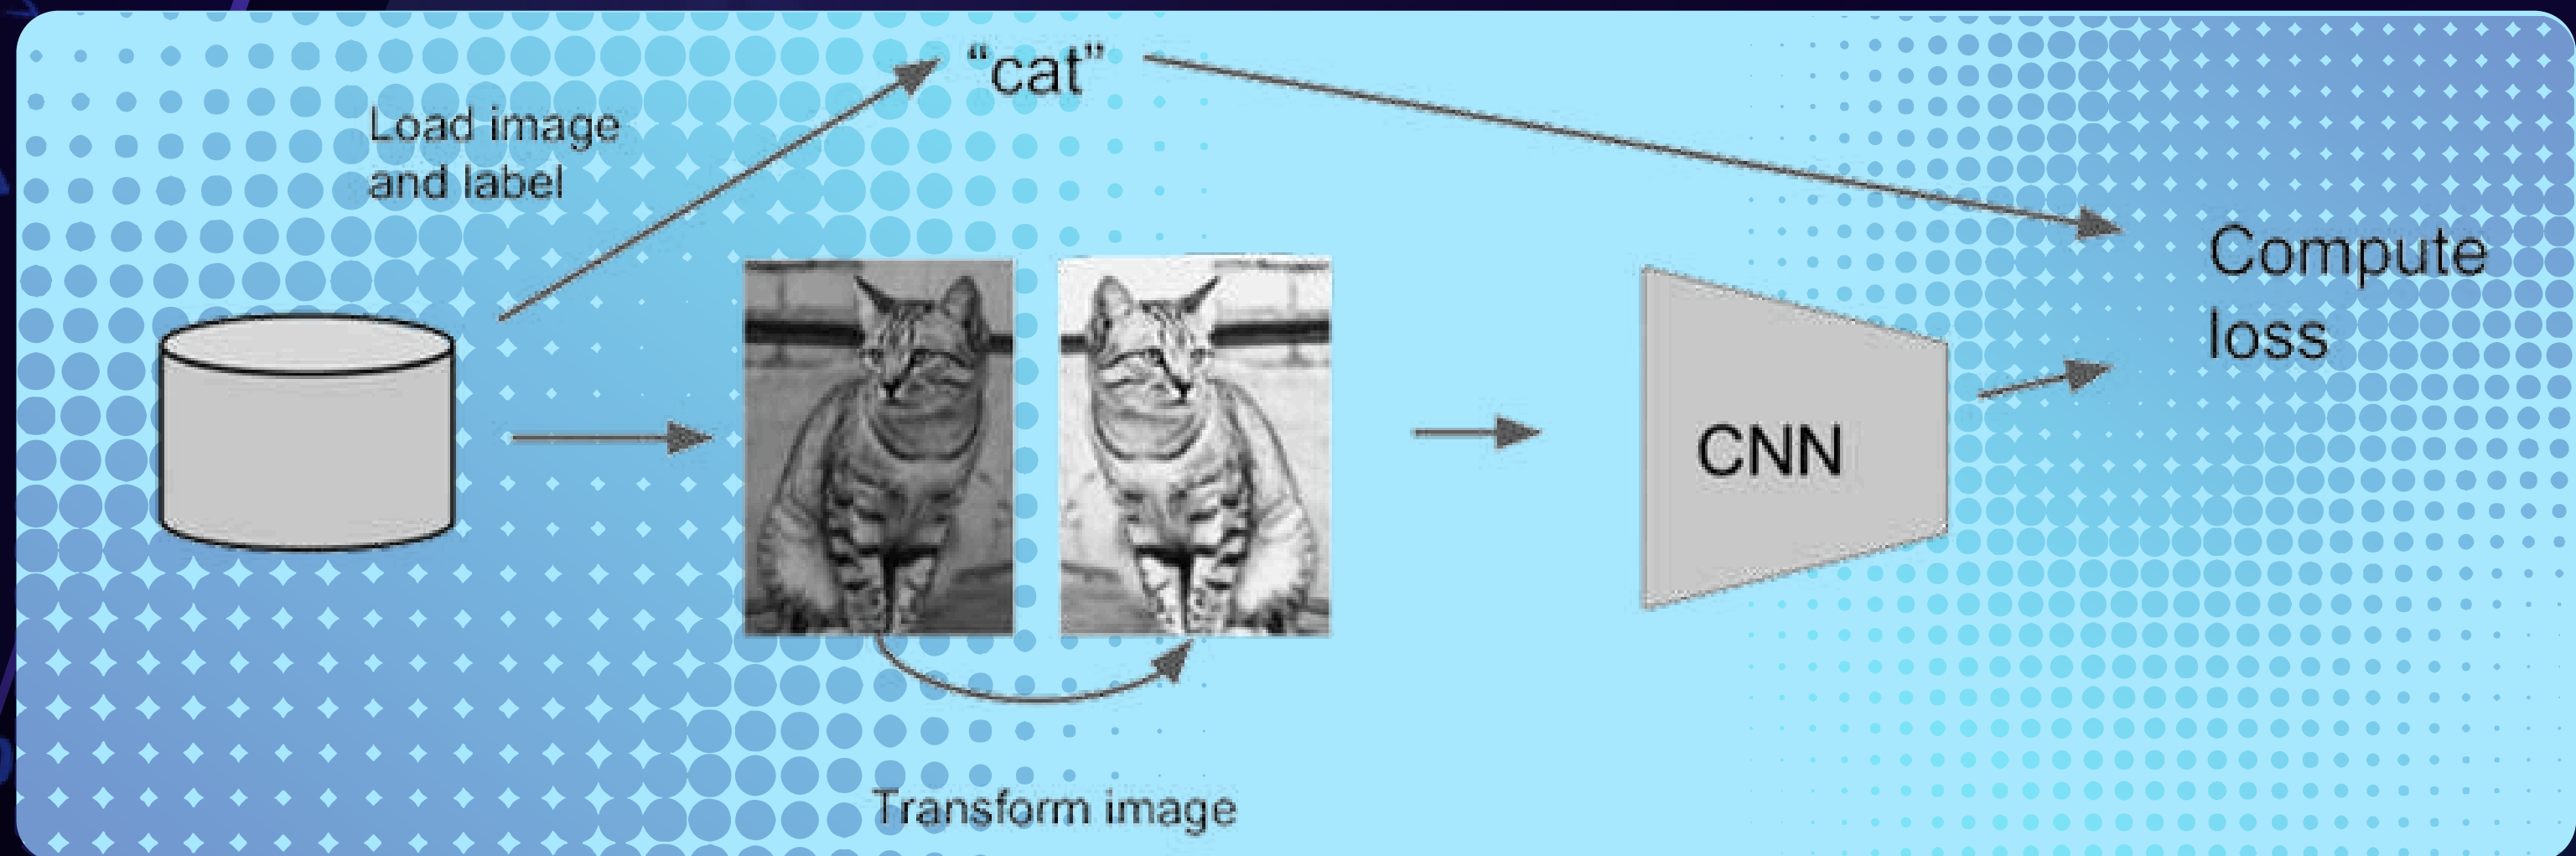 “cat”
Load image
and label
Compute
loss
CNN
Transform image